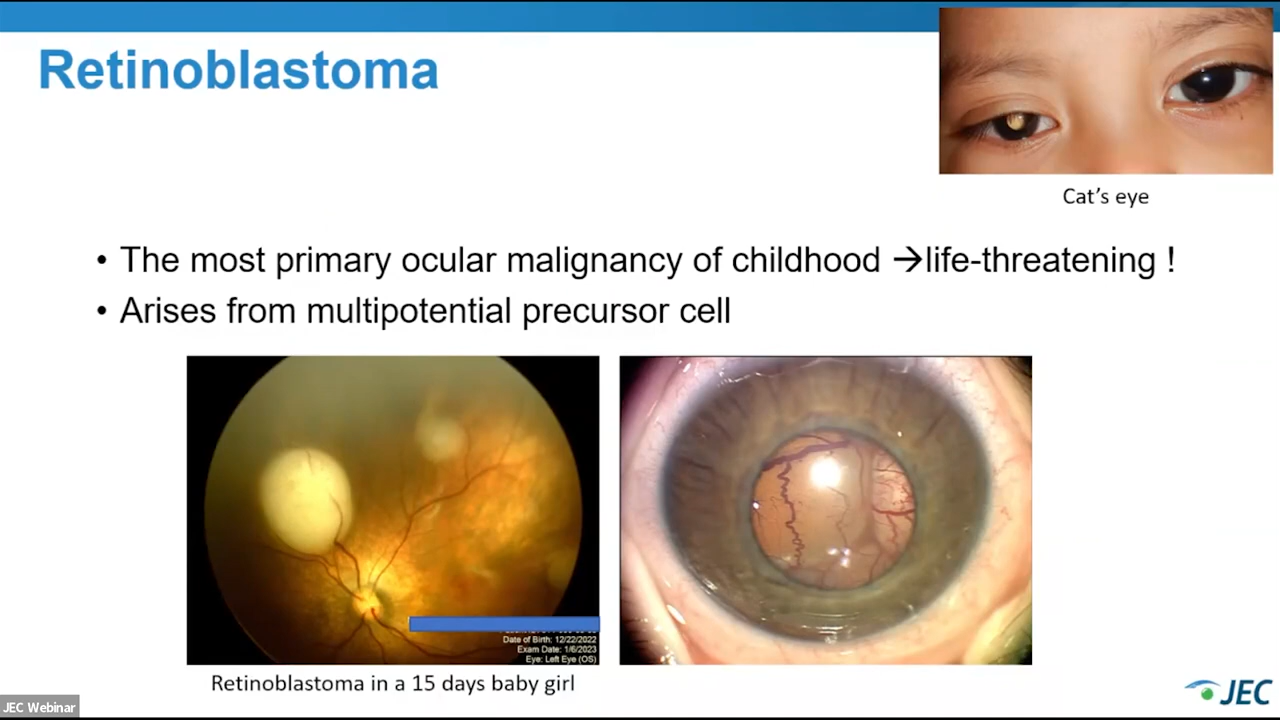 Retinoblastoma
Cat's eye
• The most primary ocular malignancy of childhood →life-threatening !
• Arises from multipotential precursor cell
Date of Birth: 12/22/2022
Exam Date: 1/6/2023
Eye: Left Eye (OS)
Retinoblastoma in a 15 days baby girl
JEC Webinar
JEC